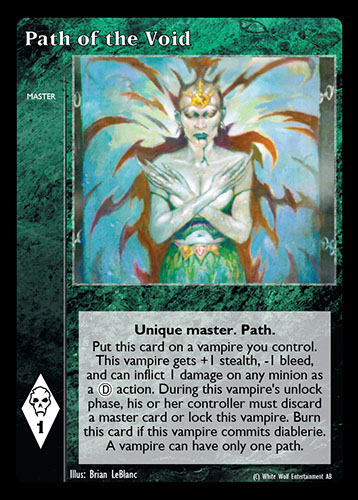 Path of the Void
MASTER
Unique master. Path.
Put this card on a vampire you control.
This vampire gets +1 stealth, -1 bleed,
and can inflict 1 damage on any minion as
a Ⓓ action. During this vampire's unlock
phase, his or her controller must discard
a master card or lock this vampire. Burn
this card if this vampire commits diablerie.
A vampire can have only one path.
1
Illus: Brian LeBlanc
(C) White Wolf Entertainment AB